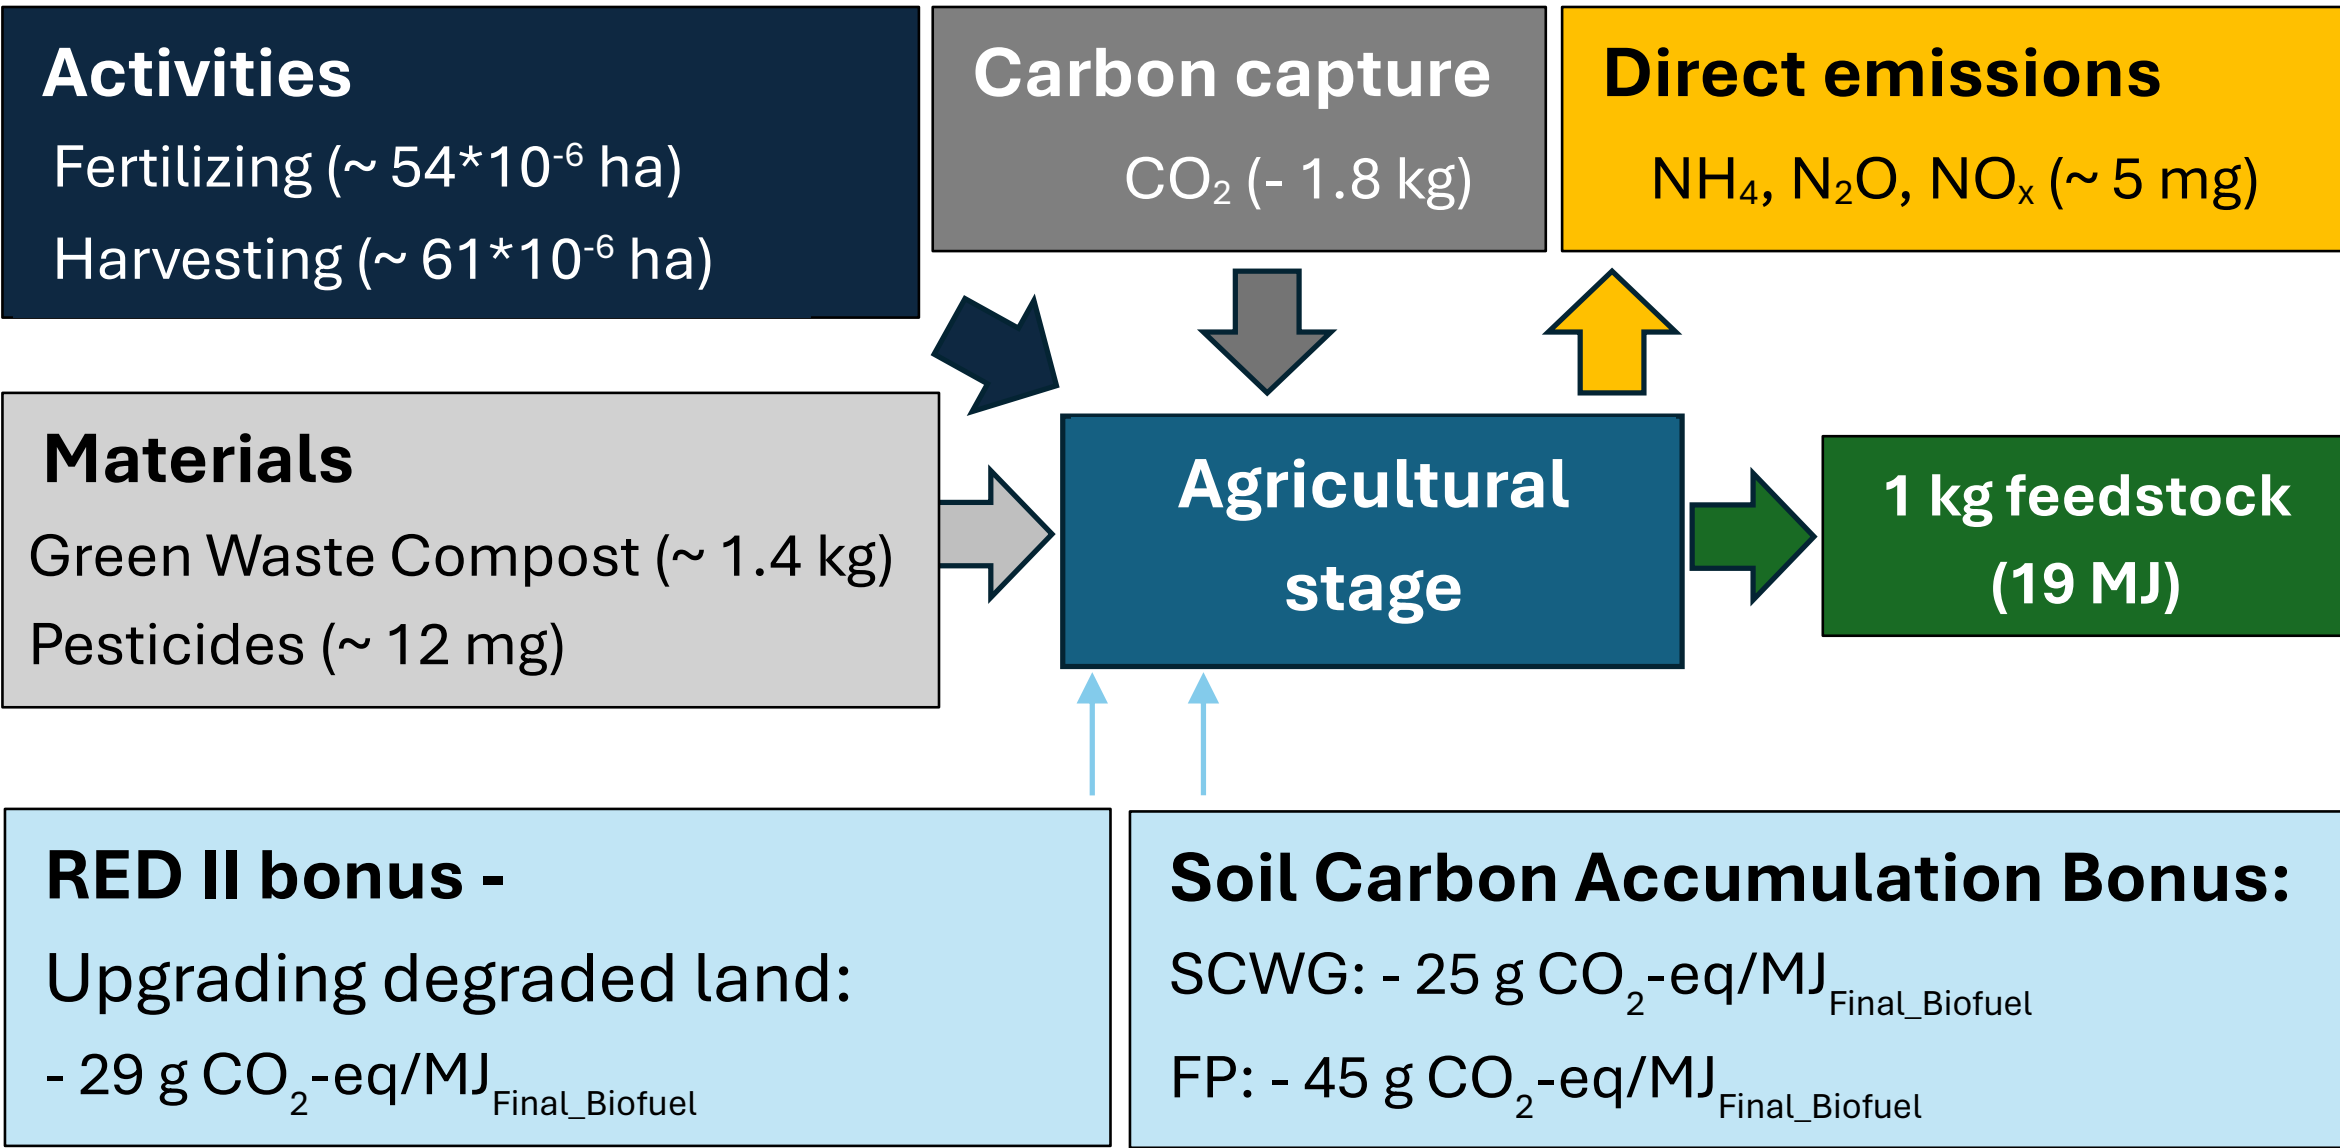 Activities
Fertilizing (~ 54*10⁻⁶ ha)
Harvesting (~ 61*10⁻⁶ ha)
Carbon capture
CO₂ (- 1.8 kg)
Direct emissions
NH₄, N₂O, NOₓ (~ 5 mg)
Materials
Green Waste Compost (~ 1.4 kg)
Pesticides (~ 12 mg)
Agricultural
stage
1 kg feedstock
(19 MJ)
RED II bonus -
Upgrading degraded land:
- 29 g CO₂-eq/MJ_Final_Biofuel
Soil Carbon Accumulation Bonus:
SCWG: - 25 g CO₂-eq/MJ_Final_Biofuel
FP: - 45 g CO₂-eq/MJ_Final_Biofuel